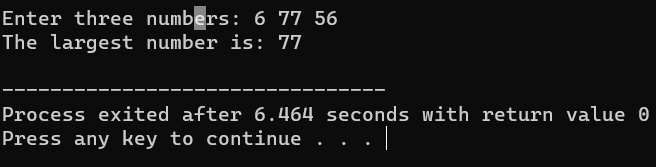 Enter three numbers: 6 77 56
The largest number is: 77
--------------------------------
Process exited after 6.464 seconds with return value 0
Press any key to continue . . .